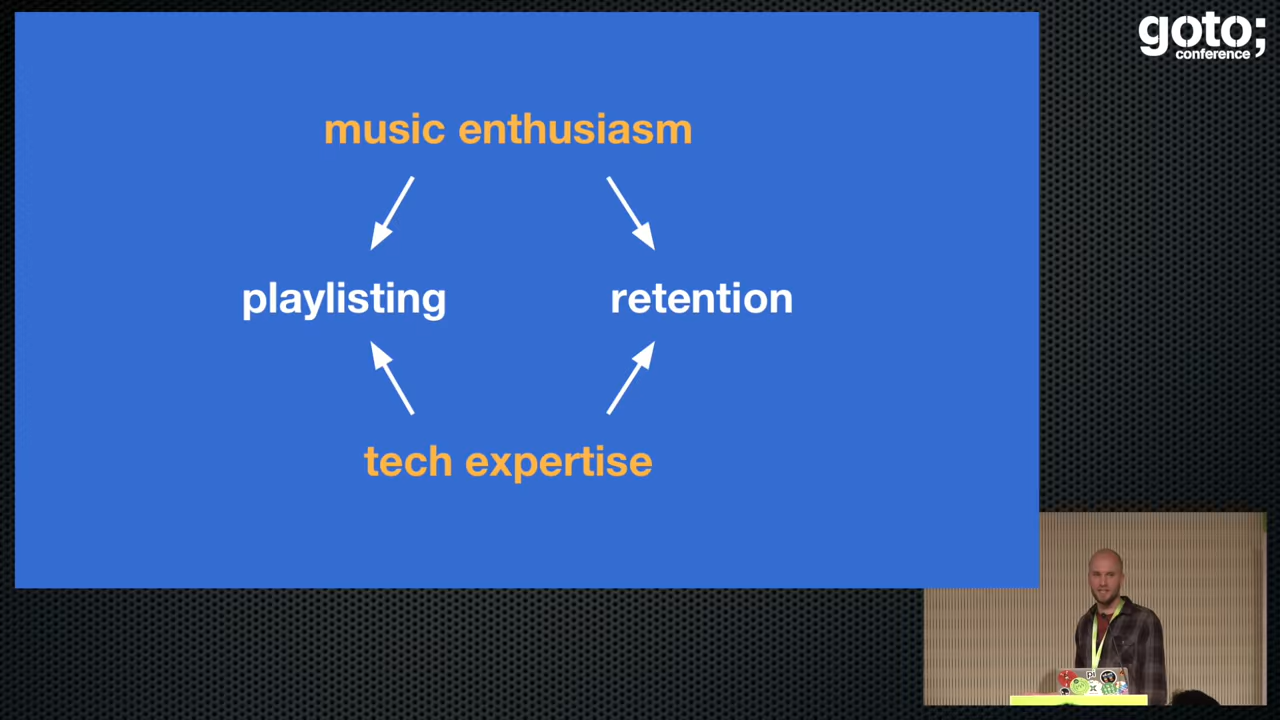 goto;
conference
music enthusiasm
playlisting retention
tech expertise